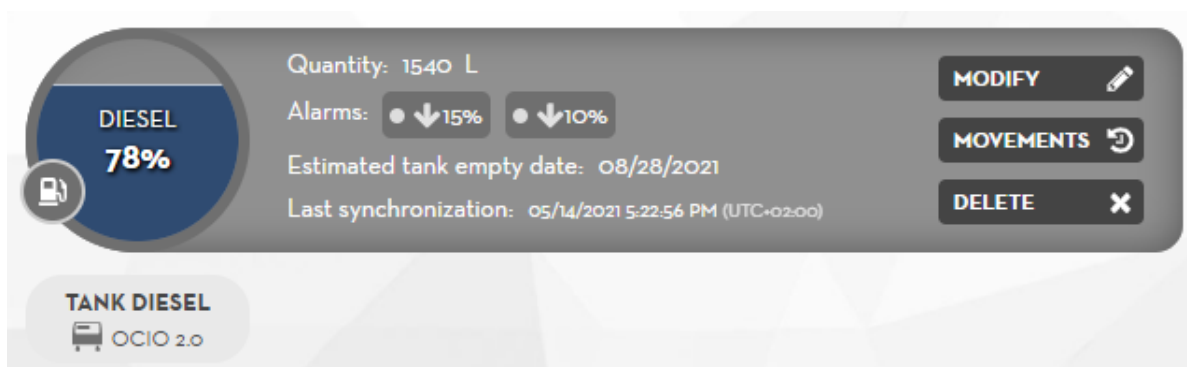 DIESEL
78%
Quantity: 1540 L
Alarms: 15% 10%
Estimated tank empty date: 08/28/2021
Last synchronization: 05/14/2021 5:22:56 PM (UTC+02:00)
MODIFY
MOVEMENTS
DELETE
TANK DIESEL
OCIO 2.0